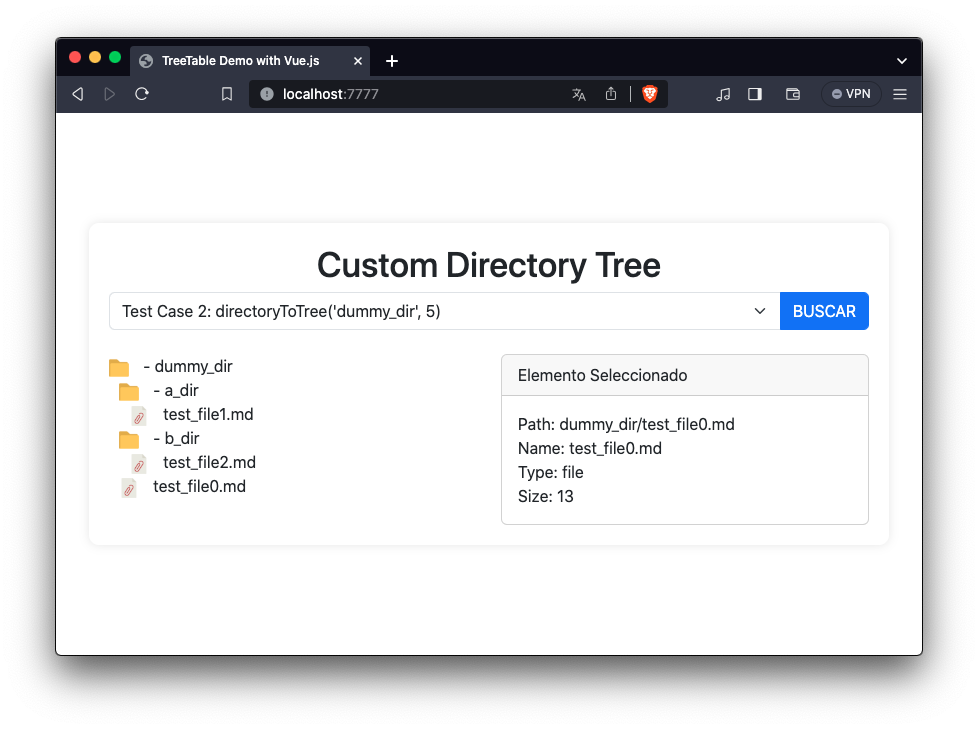 TreeTable Demo with Vue.js
localhost:7777
VPN
Custom Directory Tree
Test Case 2: directoryToTree('dummy_dir', 5)
BUSCAR
- dummy_dir
- a_dir
test_file1.md
- b_dir
test_file2.md
test_file0.md
Elemento Seleccionado
Path: dummy_dir/test_file0.md
Name: test_file0.md
Type: file
Size: 13